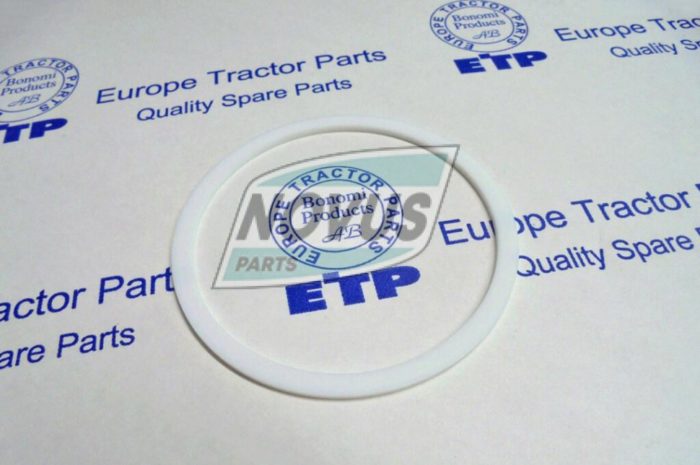 EUROPE TRACTOR PARTS
Bonomi
Products
AB
ETP
Europe Tractor Parts
Quality Spare Parts
EUROPE TRACTOR PARTS
Bonomi
Products
AB
ETP
Europe Tractor Parts
Quality Spare Parts
EUROPE TRACTOR PARTS
Bonomi
Products
AB
ETP
NOVUS
PARTS
Europe Tractor
Quality Spare Par
actor Part
are Parts